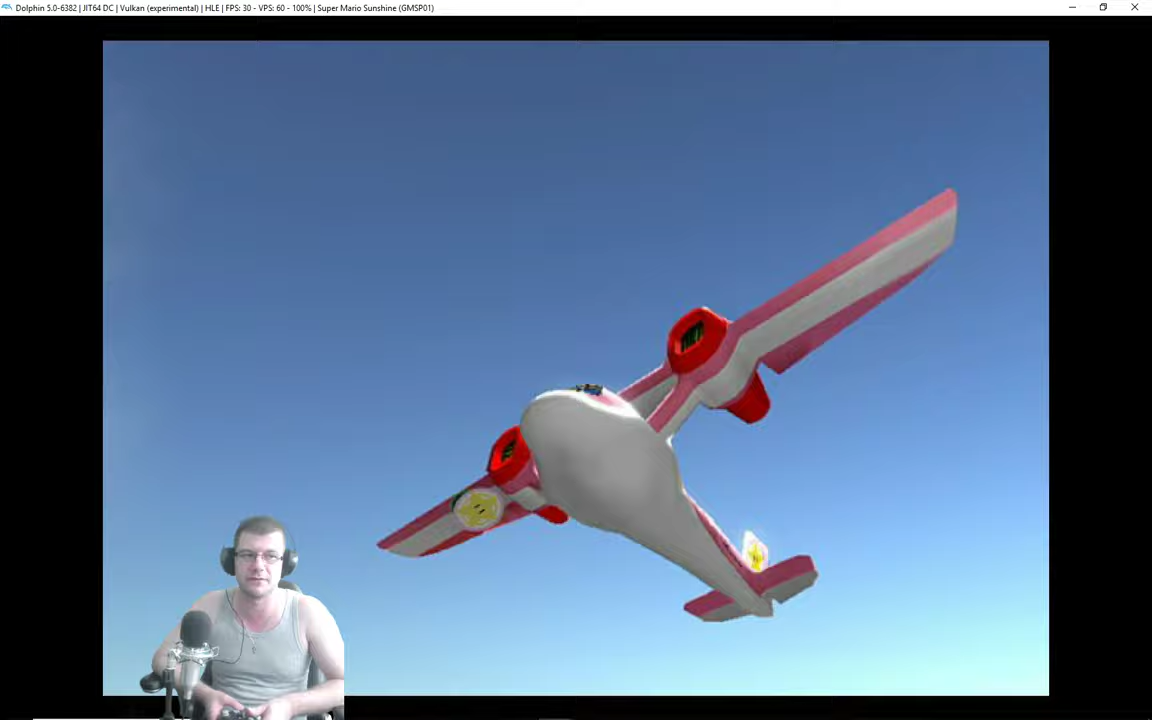 Dolphin 5.0-6382 | JIT64 DC | Vulkan (experimental) | HLE | FPS: 30 - VPS: 60 - 100% | Super Mario Sunshine (GMSP01)